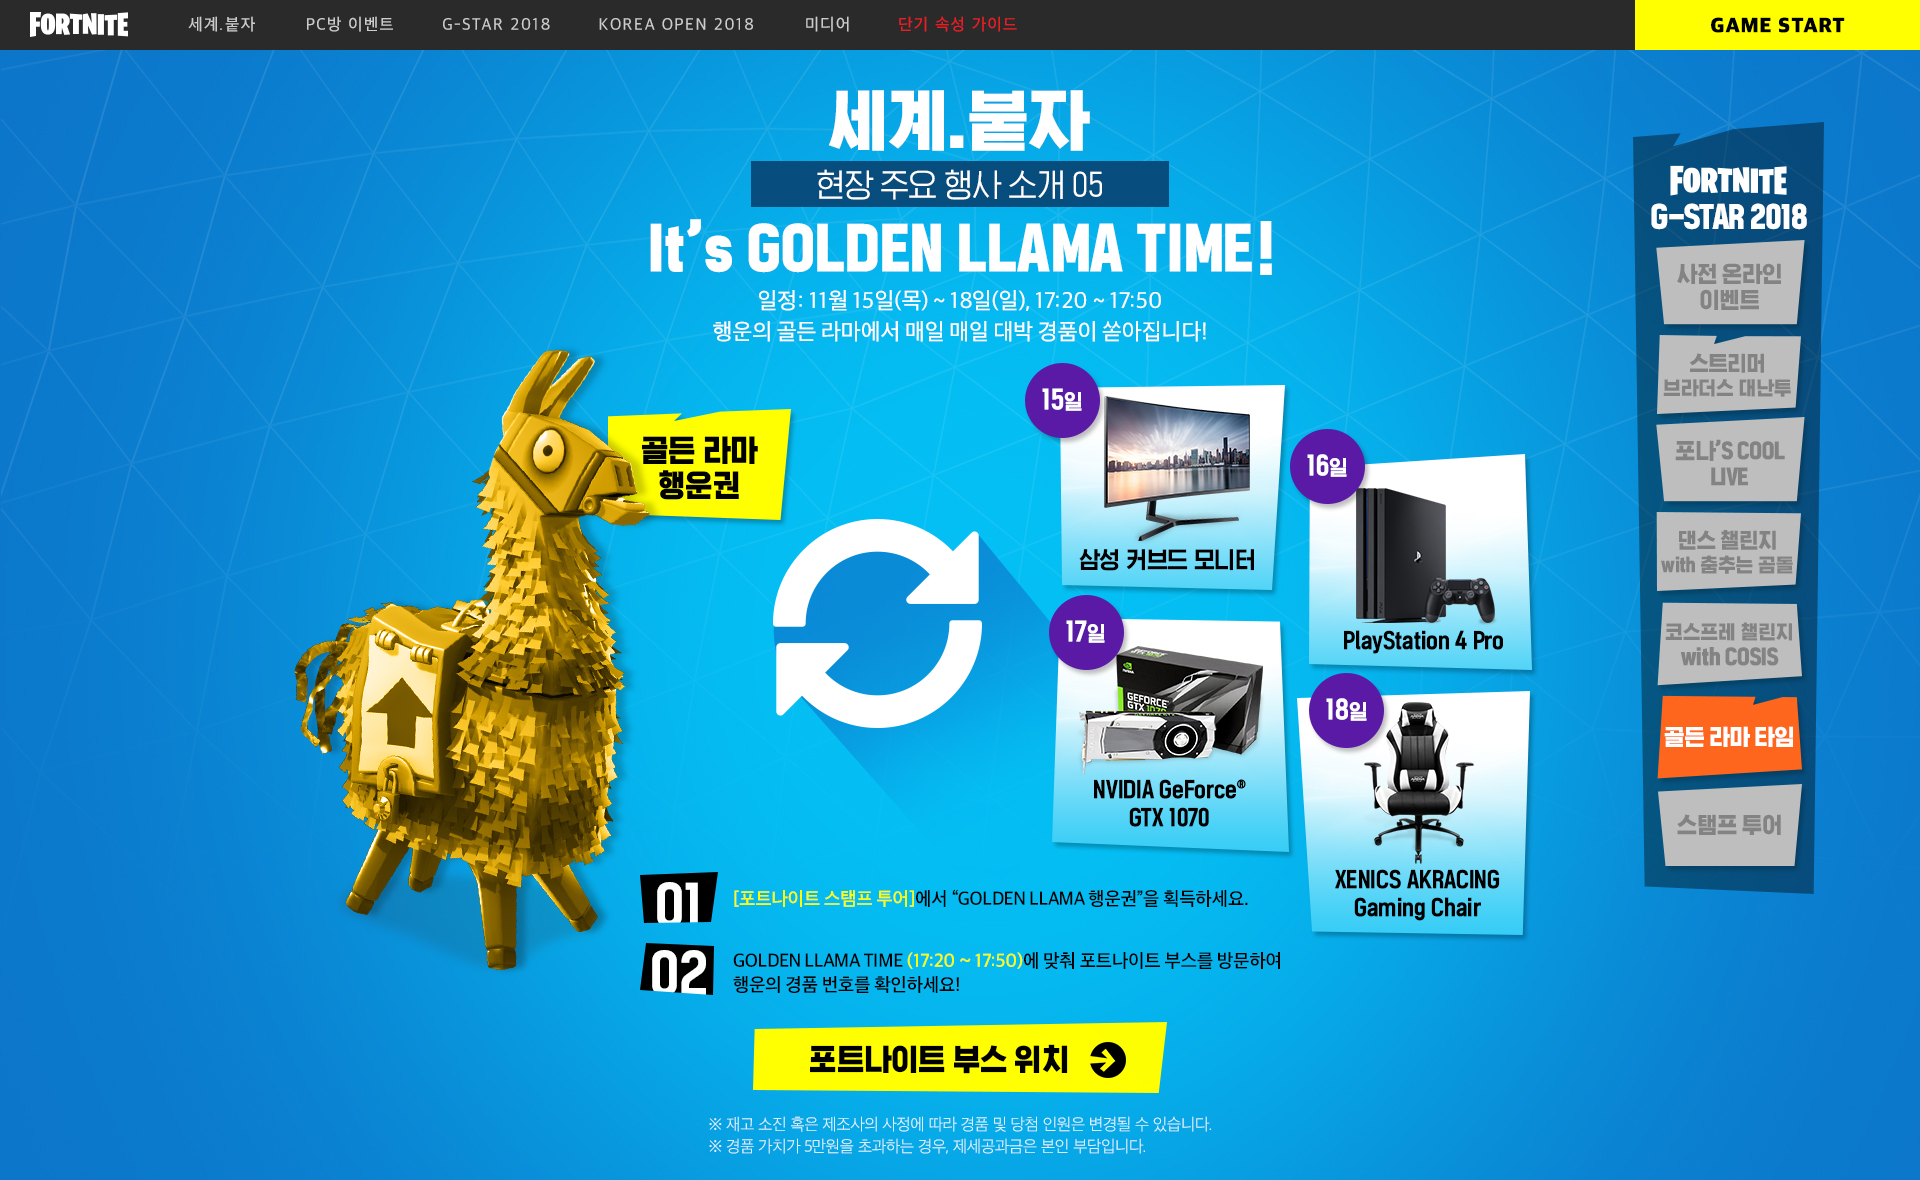 FORTNITE
세계.붙자
PC방 이벤트
G-STAR 2018
KOREA OPEN 2018
미디어
단기 속성 가이드
GAME START
세계.붙자
현장 주요 행사 소개 05
It's GOLDEN LLAMA TIME!
일정: 11월 15일(목) ~ 18일(일), 17:20 ~ 17:50
행운의 골든 라마에서 매일 매일 대박 경품이 쏟아집니다!
골든 라마
행운권
15일
삼성 커브드 모니터
16일
PlayStation 4 Pro
17일
GEFORCE
GTX 1070
NVIDIA GeForce®
GTX 1070
18일
XENICS AKRACING
Gaming Chair
01
[포트나이트 스탬프 투어]에서 “GOLDEN LLAMA 행운권”을 획득하세요.
02
GOLDEN LLAMA TIME (17:20 ~ 17:50)에 맞춰 포트나이트 부스를 방문하여
행운의 경품 번호를 확인하세요!
포트나이트 부스 위치
※ 재고 소진 혹은 제조사의 사정에 따라 경품 및 당첨 인원은 변경될 수 있습니다.
※ 경품 가치가 5만원을 초과하는 경우, 제세공과금은 본인 부담입니다.
FORTNITE
G-STAR 2018
사전 온라인
이벤트
스트리머
브라더스 대난투
포나'S COOL
LIVE
댄스 챌린지
with 춤추는 곰돌
코스프레 챌린지
with COSIS
골든 라마 타임
스탬프 투어